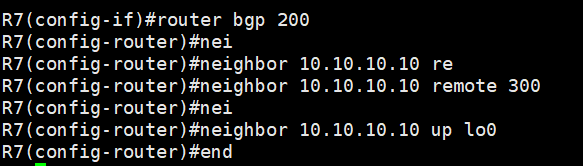 R7(config-if)#router bgp 200
R7(config-router)#nei
R7(config-router)#neighbor 10.10.10.10 re
R7(config-router)#neighbor 10.10.10.10 remote 300
R7(config-router)#nei
R7(config-router)#neighbor 10.10.10.10 up lo0
R7(config-router)#end